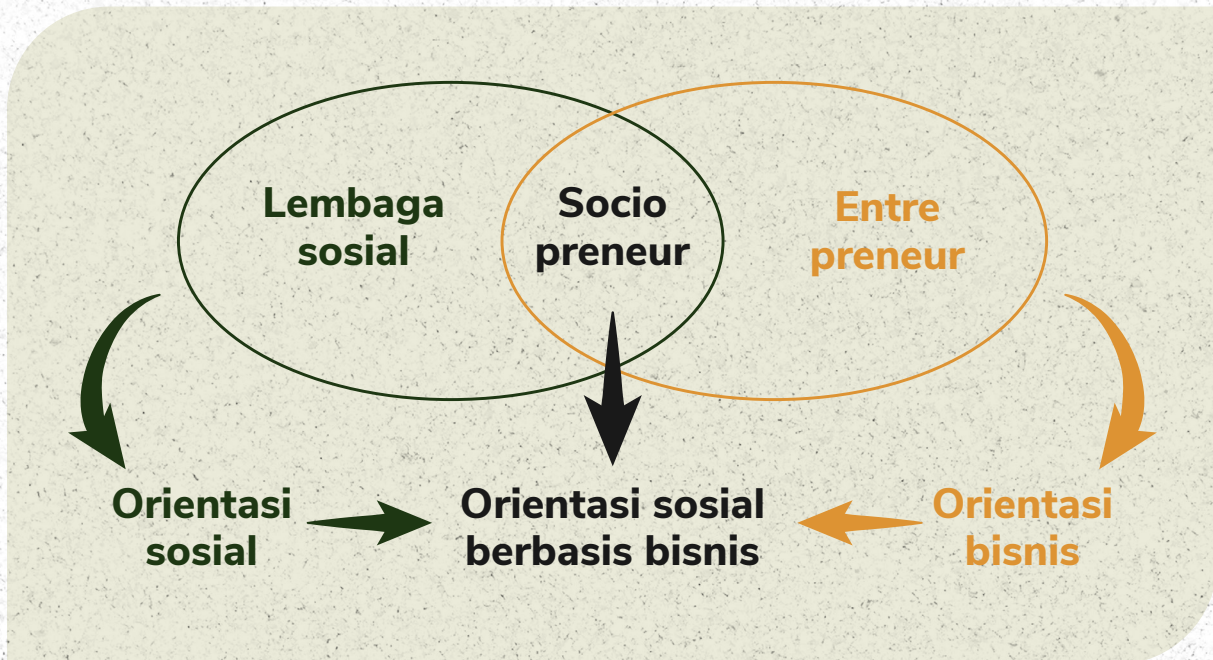 Lembaga
sosial
Socio
preneur
Entre
preneur
Orientasi
sosial
Orientasi sosial
berbasis bisnis
Orientasi
bisnis